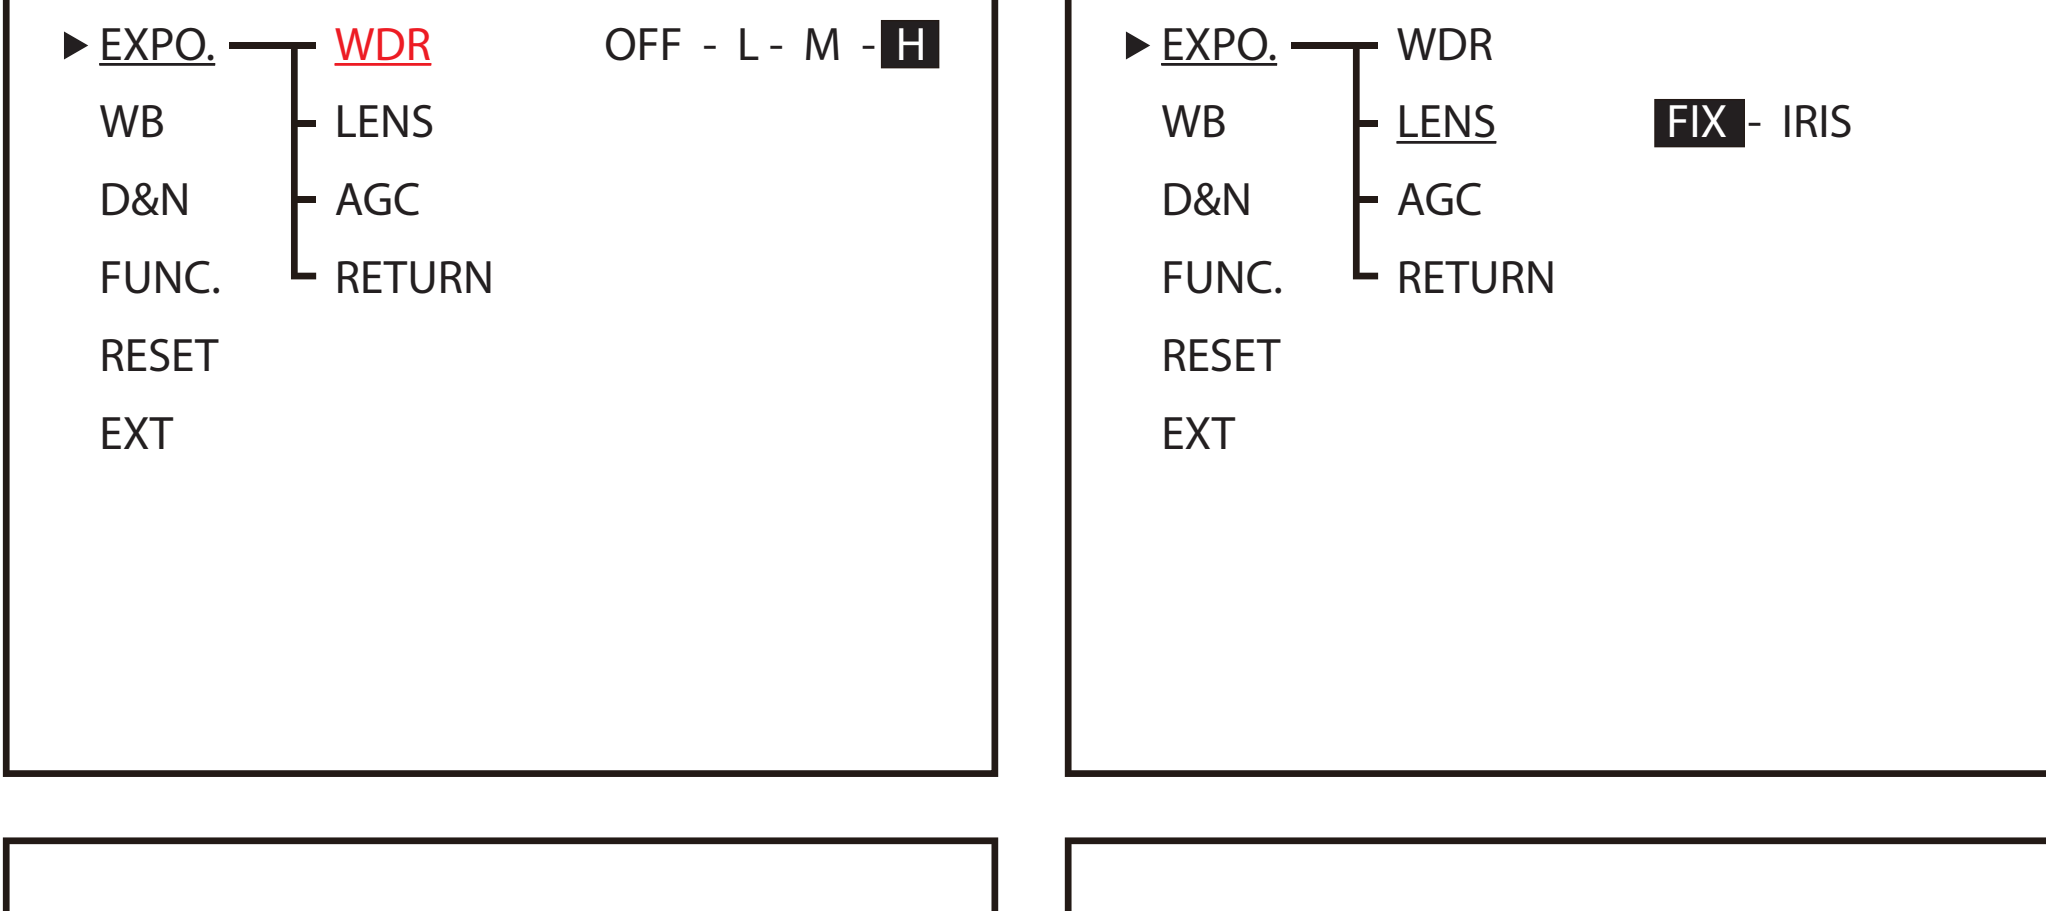 EXPO. WDR OFF - L - M - H
WB LENS
D&N AGC
FUNC. RETURN
RESET
EXT
EXPO. WDR
WB LENS FIX - IRIS
D&N AGC
FUNC. RETURN
RESET
EXT